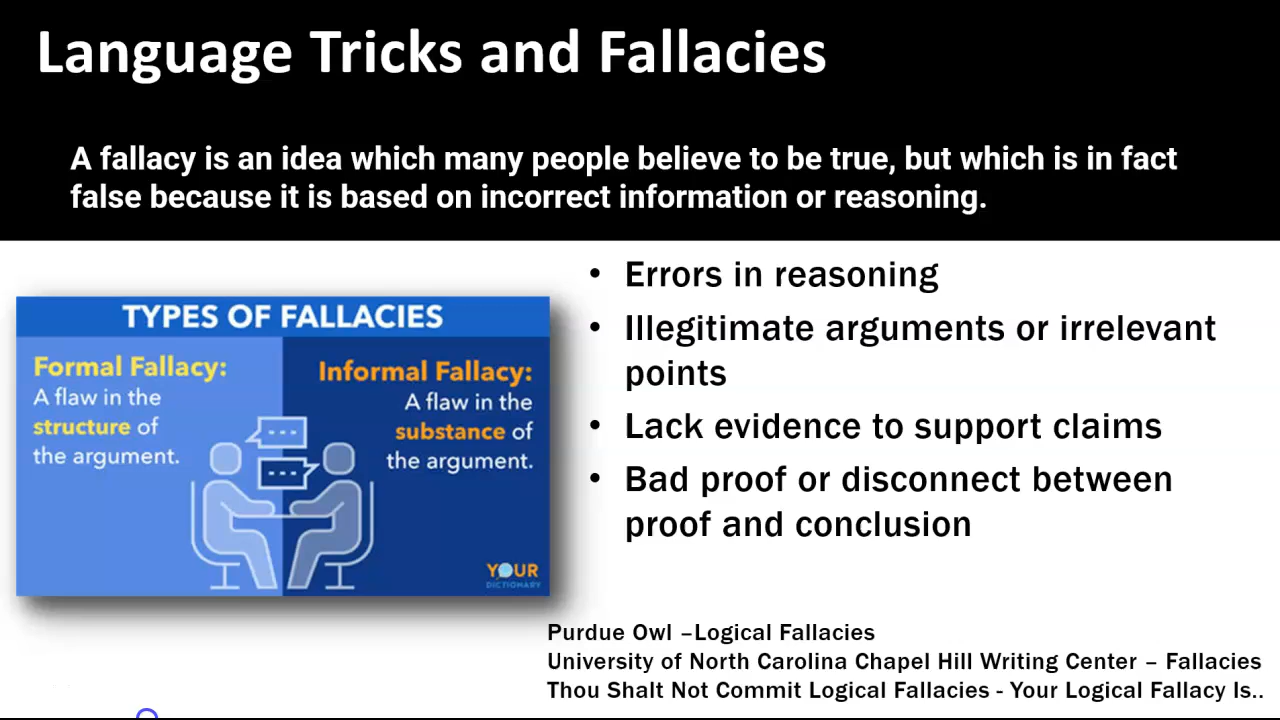 Language Tricks and Fallacies
A fallacy is an idea which many people believe to be true, but which is in fact
false because it is based on incorrect information or reasoning.
TYPES OF FALLACIES
Formal Fallacy:
A flaw in the
structure of
the argument.
Informal Fallacy:
A flaw in the
substance of
the argument.
YOUR
DICTIONARY
• Errors in reasoning
• Illegitimate arguments or irrelevant
points
• Lack evidence to support claims
• Bad proof or disconnect between
proof and conclusion
Purdue Owl –Logical Fallacies
University of North Carolina Chapel Hill Writing Center – Fallacies
Thou Shalt Not Commit Logical Fallacies - Your Logical Fallacy Is..